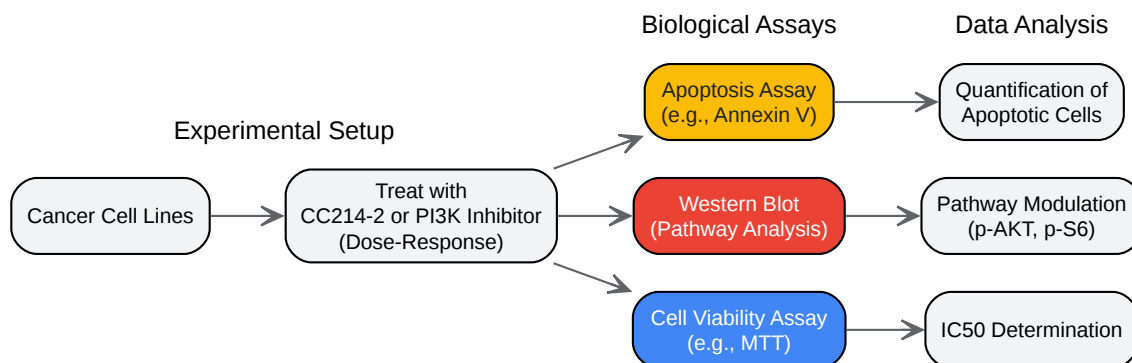 Biological Assays
Data Analysis
Experimental Setup
Apoptosis Assay
(e.g., Annexin V)
Quantification of
Apoptotic Cells
Cancer Cell Lines
Treat with
CC214-2 or PI3K Inhibitor
(Dose-Response)
Western Blot
(Pathway Analysis)
Pathway Modulation
(p-AKT, p-S6)
Cell Viability Assay
(e.g., MTT)
IC50 Determination